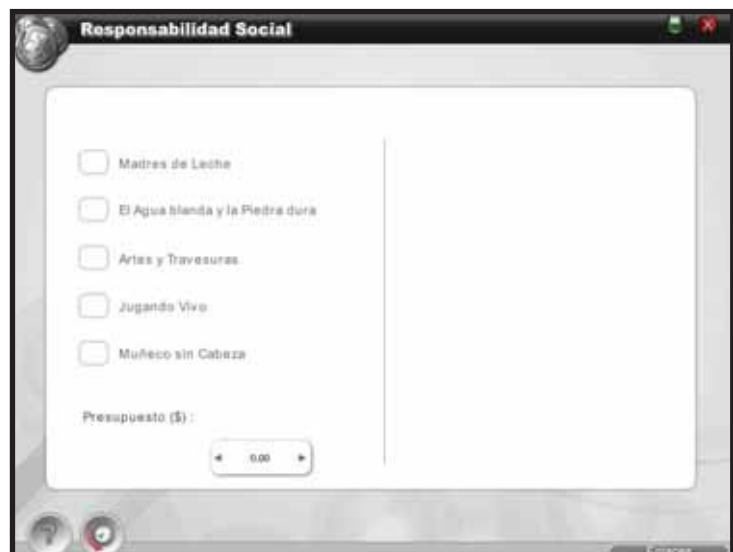 Responsabilidad Social
Madres de Leche
El Agua blanda y la Piedra dura
Artes y Travesuras
Jugando Vivo
Muñeco sin Cabeza
Presupuesto ($) :
0.00
?